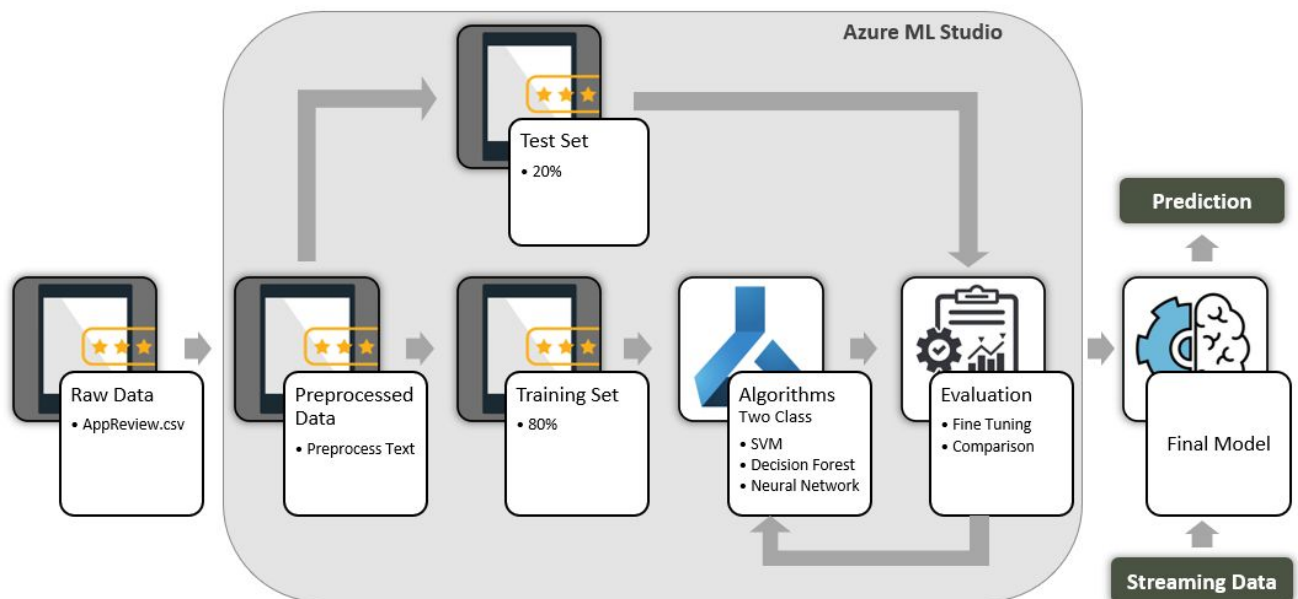 Azure ML Studio
Test Set
• 20%
Prediction
Raw Data
• AppReview.csv
Preprocessed
Data
• Preprocess Text
Training Set
• 80%
Algorithms
Two Class
• SVM
• Decision Forest
• Neural Network
Evaluation
• Fine Tuning
• Comparison
Final Model
Streaming Data